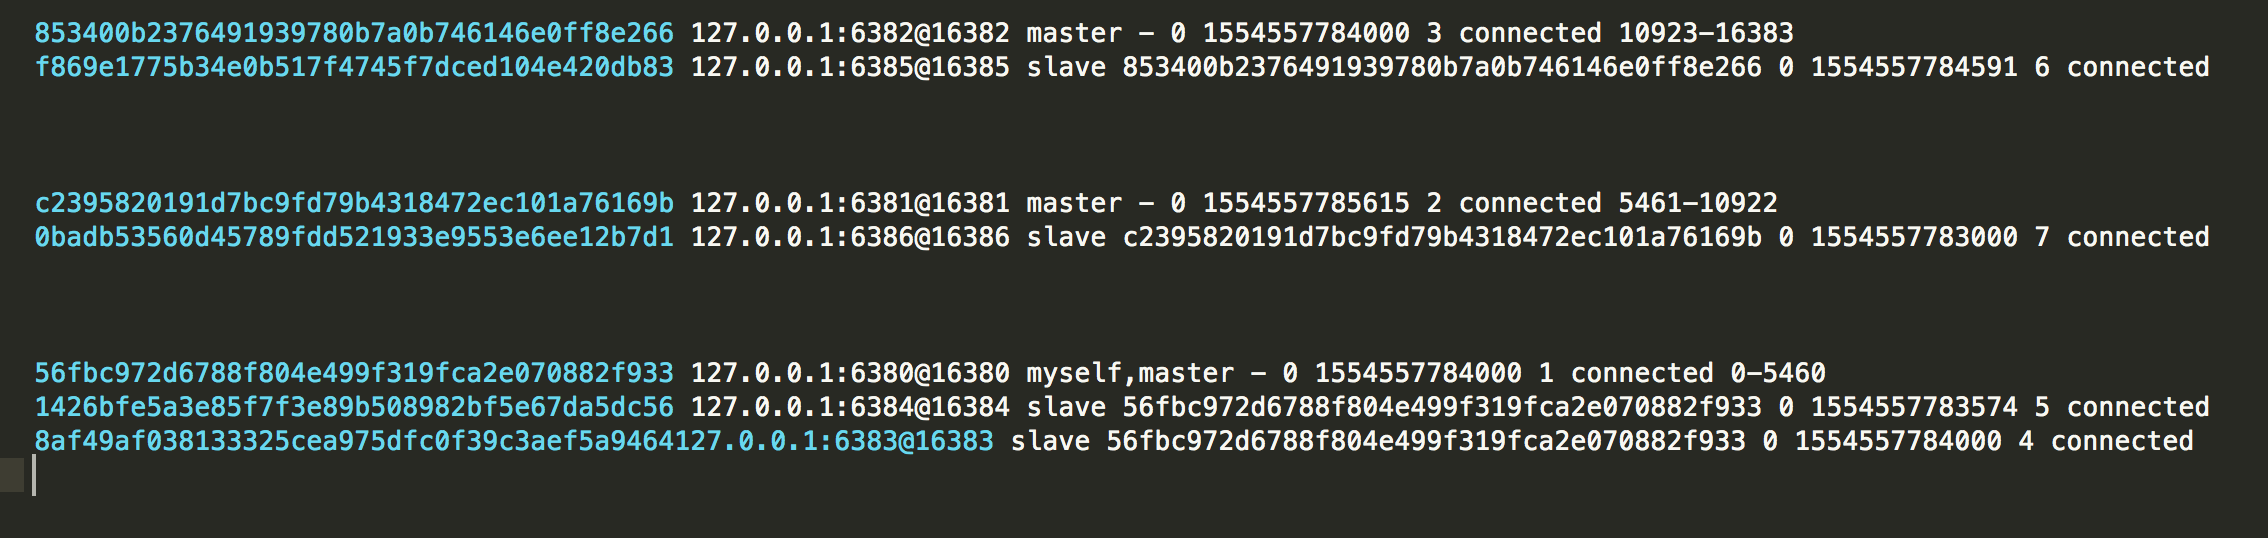 853400b2376491939780b7a0b746146e0ff8e266 127.0.0.1:6382@16382 master - 0 1554557784000 3 connected 10923-16383
f869e1775b34e0b517f4745f7dced104e420db83 127.0.0.1:6385@16385 slave 853400b2376491939780b7a0b746146e0ff8e266 0 1554557784591 6 connected
c2395820191d7bc9fd79b4318472ec101a76169b 127.0.0.1:6381@16381 master - 0 1554557785615 2 connected 5461-10922
0badb53560d45789fdd521933e9553e6ee12b7d1 127.0.0.1:6386@16386 slave c2395820191d7bc9fd79b4318472ec101a76169b 0 1554557783000 7 connected
56fbc972d6788f804e499f319fca2e070882f933 127.0.0.1:6380@16380 myself,master - 0 1554557784000 1 connected 0-5460
1426bfe5a3e85f7f3e89b508982bf5e67da5dc56 127.0.0.1:6384@16384 slave 56fbc972d6788f804e499f319fca2e070882f933 0 1554557783574 5 connected
8af49af038133325cea975dfc0f39c3aef5a9464127.0.0.1:6383@16383 slave 56fbc972d6788f804e499f319fca2e070882f933 0 1554557784000 4 connected